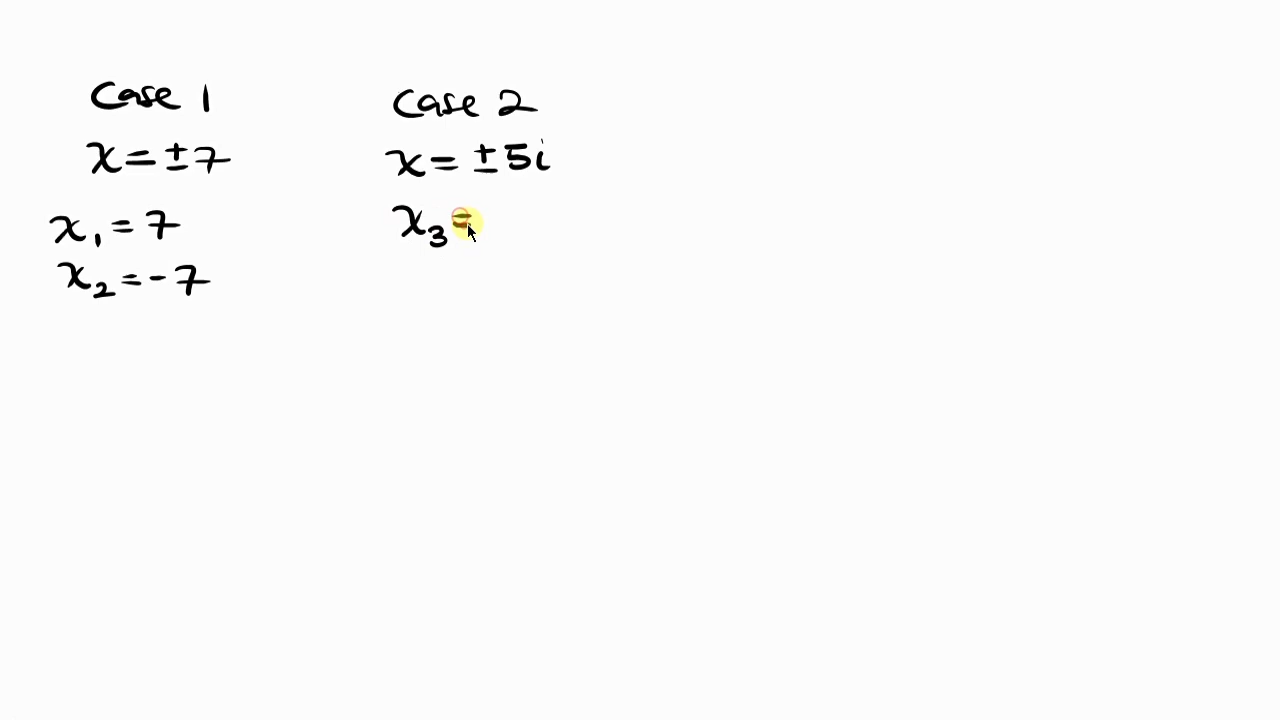 Case 1
x = ±7
x₁ = 7
x₂ = -7
Case 2
x = ±5i
x₃ =